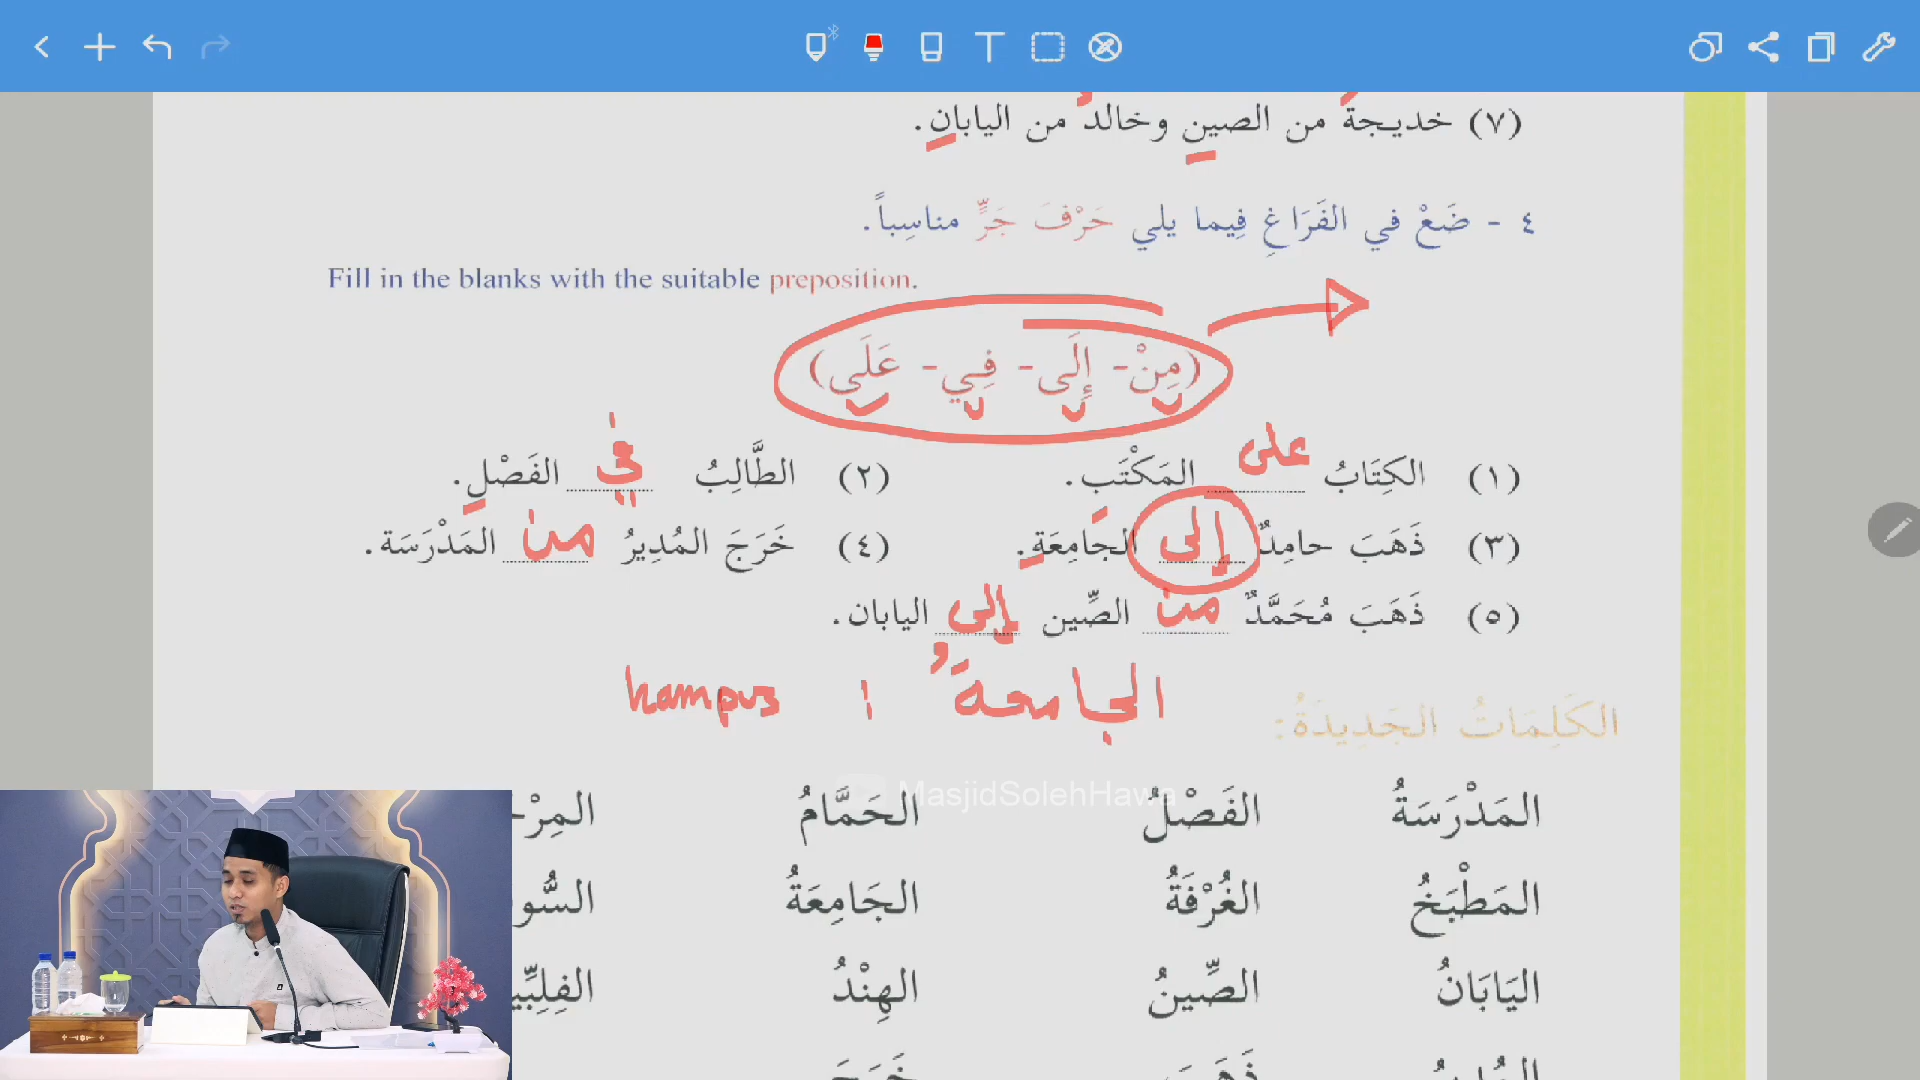 (٧) خديجةَ من الصينِ وخالدُ من اليابانِ.
٤ - ضَعْ في الفَرَاغِ فِيما يلي حَرْفَ جَرٍّ مناسِباً.
Fill in the blanks with the suitable preposition.
(مِنْ - إِلَى - فِي - عَلَى)
(١) الكِتَابُ على المَكْتَبِ. (٢) الطَّالِبُ في الفَصْلِ.
(٣) ذَهَبَ حامِدٌ إلى الجامِعَةِ. (٤) خَرَجَ المُدِيرُ من المَدْرَسَة.
(٥) ذَهَبَ مُحَمَّدٌ من الصِّين إلى اليابان.
الجامعةُ : kampus
الكَلِمَاتُ الجَدِيدَةُ:
MasjidSolehHawa
المَدْرَسَةُ الفَصْلُ الحَمَّامُ
المَطْبَخُ الغُرْفَةُ الجَامِعَةُ
اليَابَانُ الصِّينُ الهِنْدُ